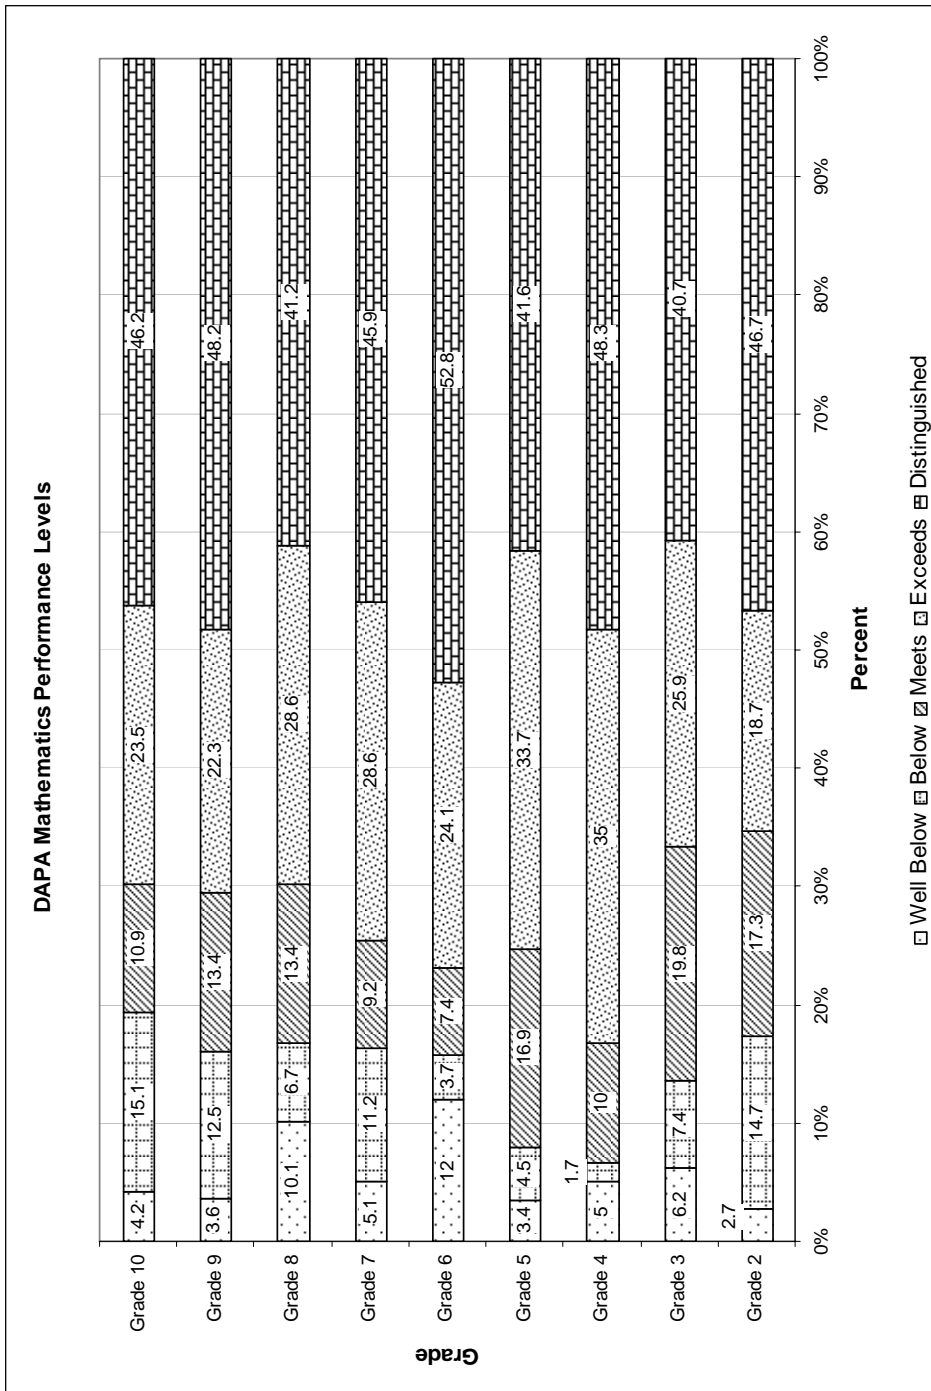 DAPA Mathematics Performance Levels
Grade
Grade 10
4.2 15.1 10.9 23.5 46.2
Grade 9
3.6 12.5 13.4 22.3 48.2
Grade 8
10.1 6.7 13.4 28.6 41.2
Grade 7
5.1 11.2 9.2 28.6 45.9
Grade 6
12 3.7 7.4 24.1 52.8
Grade 5
3.4 4.5 16.9 33.7 41.6
Grade 4
5 1.7 10 35 48.3
Grade 3
6.2 7.4 19.8 25.9 40.7
Grade 2
2.7 14.7 17.3 18.7 46.7
0% 10% 20% 30% 40% 50% 60% 70% 80% 90% 100%
Percent
Well Below Below Meets Exceeds Distinguished